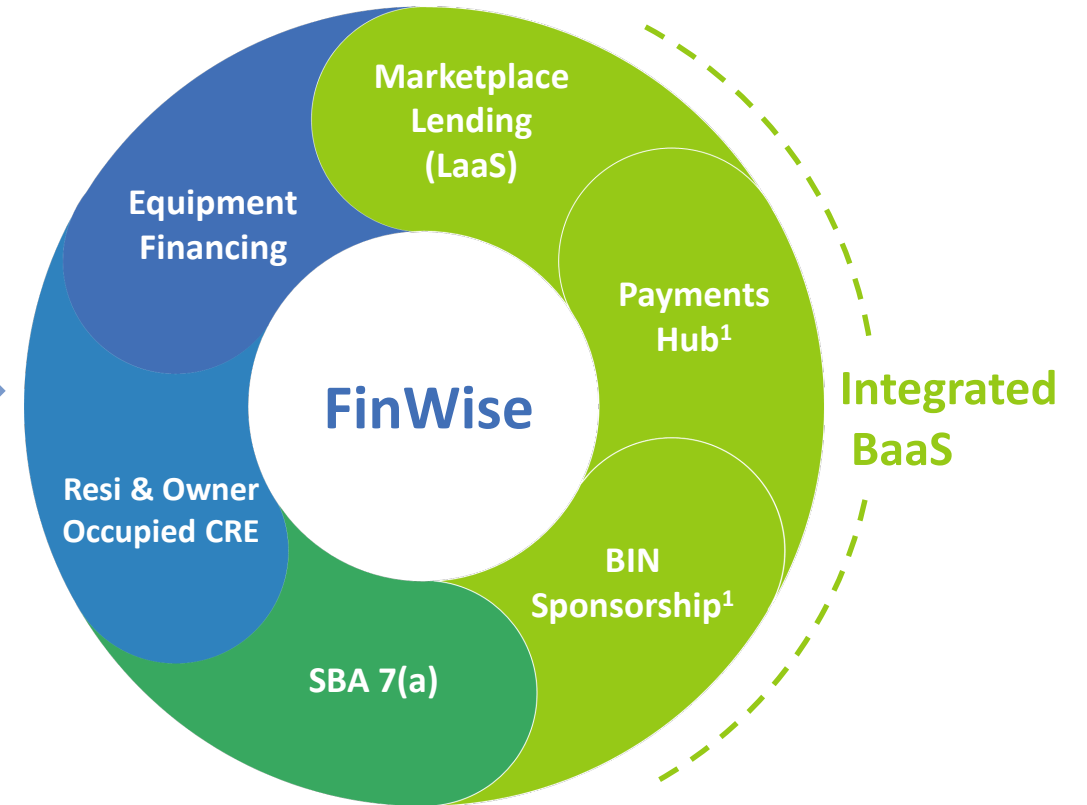 Marketplace
Lending
(LaaS)
Equipment
Financing
Payments
Hub¹
FinWise
Integrated
BaaS
Resi & Owner
Occupied CRE
BIN
Sponsorship¹
SBA 7(a)